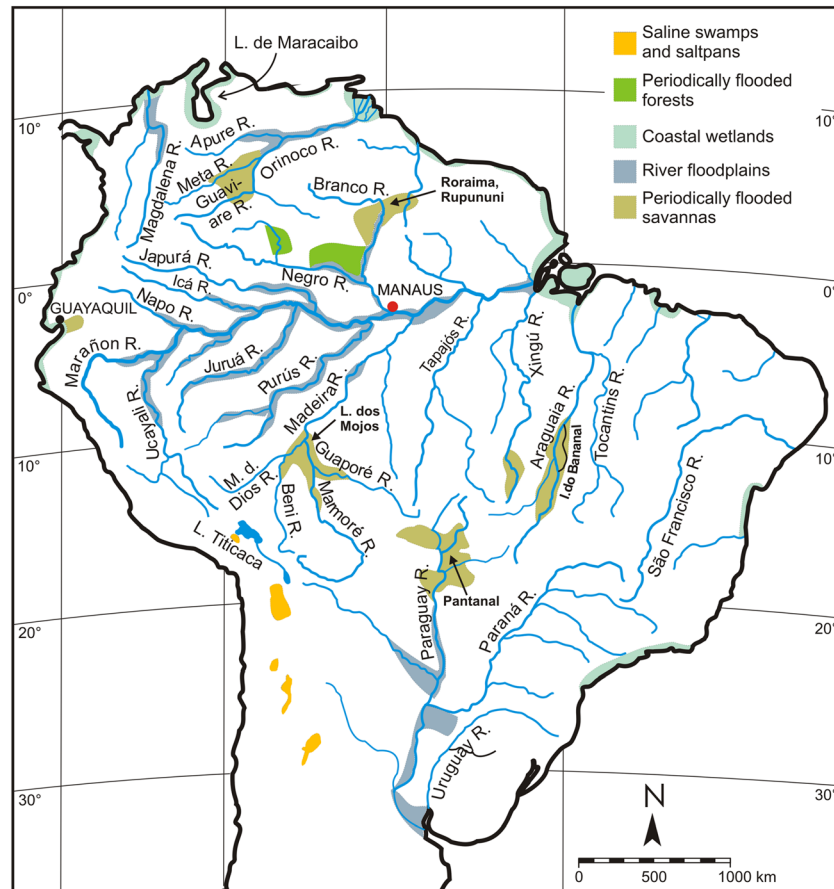 L. de Maracaibo
Saline swamps
and saltpans
Periodically flooded
forests
Coastal wetlands
River floodplains
Periodically flooded
savannas
10°
10°
Magdalena R.
Apure R.
Meta R.
Orinoco R.
Guavi-
are R.
Branco R.
Roraima,
Rupununi
Japurá R.
Icá R.
Negro R.
MANAUS
0°
0°
GUAYAQUIL
Napo R.
Marañon R.
Juruá R.
Purús R.
Ucayali R.
Madeira R.
Tapajós R.
Xingú R.
Araguaia R.
Tocantins R.
I.do Bananal
L. dos
Mojos
10°
10°
M. d.
Dios R.
Guaporé R.
Beni R.
Mamoré R.
São Francisco R.
L. Titicaca
Paraguay R.
Pantanal
Paraná R.
20°
20°
Uruguay R.
30°
30°
N
0
500
1000 km